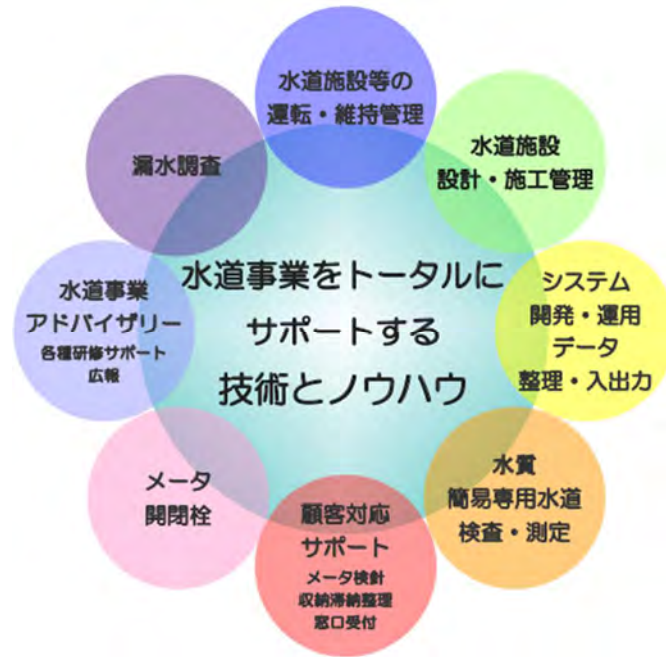 水道施設等の
運転・維持管理
水道施設
設計・施工管理
システム
開発・運用
データ
整理・入出力
水質
簡易専用水道
検査・測定
顧客対応
サポート
メータ検針
収納滞納整理
窓口受付
メータ
開閉栓
水道事業
アドバイザリー
各種研修サポート
広報
漏水調査
水道事業をトータルに
サポートする
技術とノウハウ